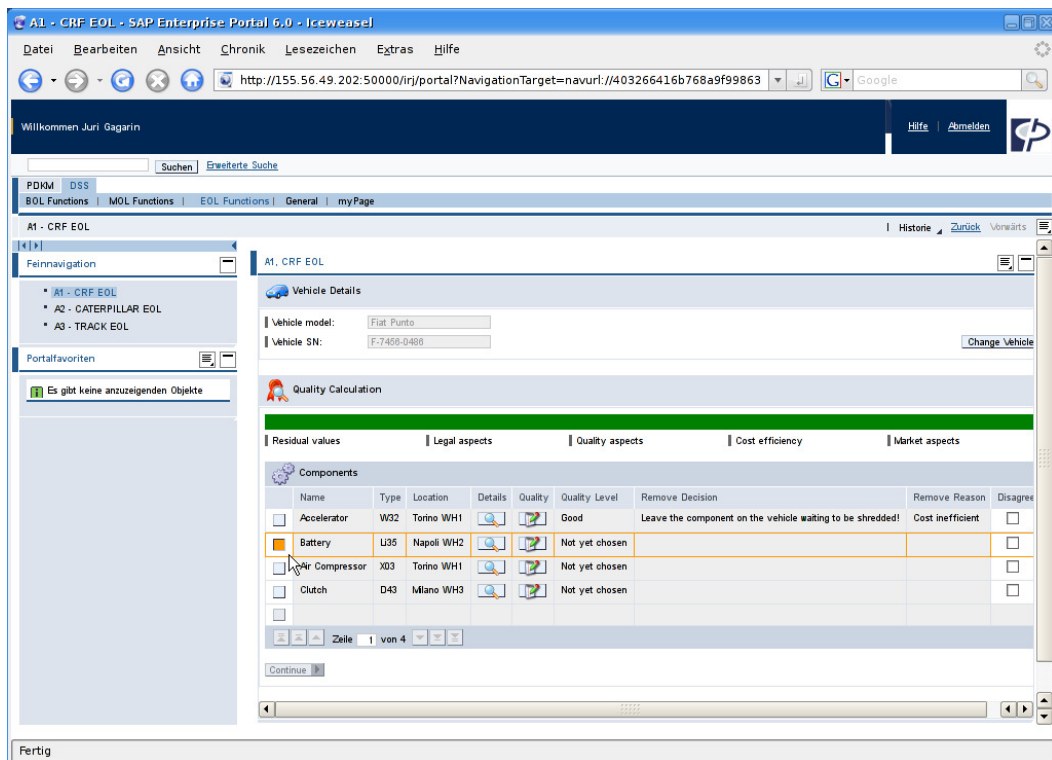 A1 - CRF EOL - SAP Enterprise Portal 6.0 - Iceweasel
Datei Bearbeiten Ansicht Chronik Lesezeichen Extras Hilfe
http://155.56.49.202:50000/irj/portal?NavigationTarget=navurl://403266416b768a9f99863 G Google
Willkommen Juri Gagarin Hilfe | Abmelden
Suchen Erweiterte Suche
PDKM DSS
BOL Functions | MOL Functions | EOL Functions | General | myPage
A1 - CRF EOL | Historie Zurück Vorwärts
Feinnavigation
A1 - CRF EOL
A2 - CATERPILLAR EOL
A3 - TRACK EOL
Portalfavoriten
Es gibt keine anzuzeigenden Objekte
A1, CRF EOL
Vehicle Details
Vehicle model: Fiat Punto
Vehicle SN: F-7466-0486 Change Vehicle
Quality Calculation
Residual values Legal aspects Quality aspects Cost efficiency Market aspects
Components
Name Type Location Details Quality Quality Level Remove Decision Remove Reason Disagree
Accelerator W32 Torino WH1 Good Leave the component on the vehicle waiting to be shredded! Cost inefficient
Battery Li35 Napoli WH2 Not yet chosen
Air Compressor X03 Torino WH1 Not yet chosen
Clutch D43 Milano WH3 Not yet chosen
Zeile 1 von 4
Continue
Fertig